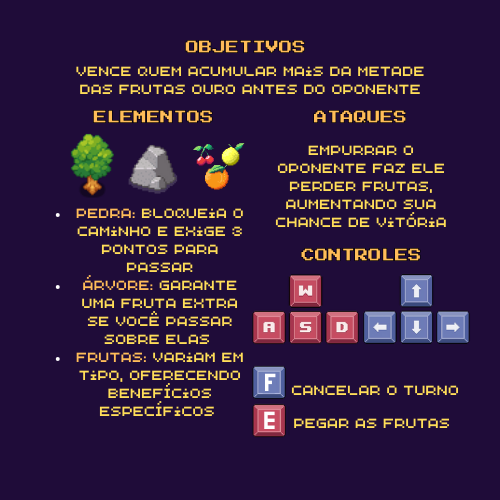 OBJETIVOS
VENCE QUEM ACUMULAR MAIS DA METADE
DAS FRUTAS OURO ANTES DO OPONENTE
ELEMENTOS
• PEDRA: BLOQUEIA O
CAMINHO E EXIGE 3
PONTOS PARA
PASSAR
• ÁRVORE: GARANTE
UMA FRUTA EXTRA
SE VOCÊ PASSAR
SOBRE ELAS
• FRUTAS: VARIAM EM
TIPO, OFERECENDO
BENEFÍCIOS
ESPECÍFICOS
ATAQUES
EMPURRAR O
OPONENTE FAZ ELE
PERDER FRUTAS,
AUMENTANDO SUA
CHANCE DE VITÓRIA
CONTROLES
W ↑
A S D ← ↓ →
F CANCELAR O TURNO
E PEGAR AS FRUTAS